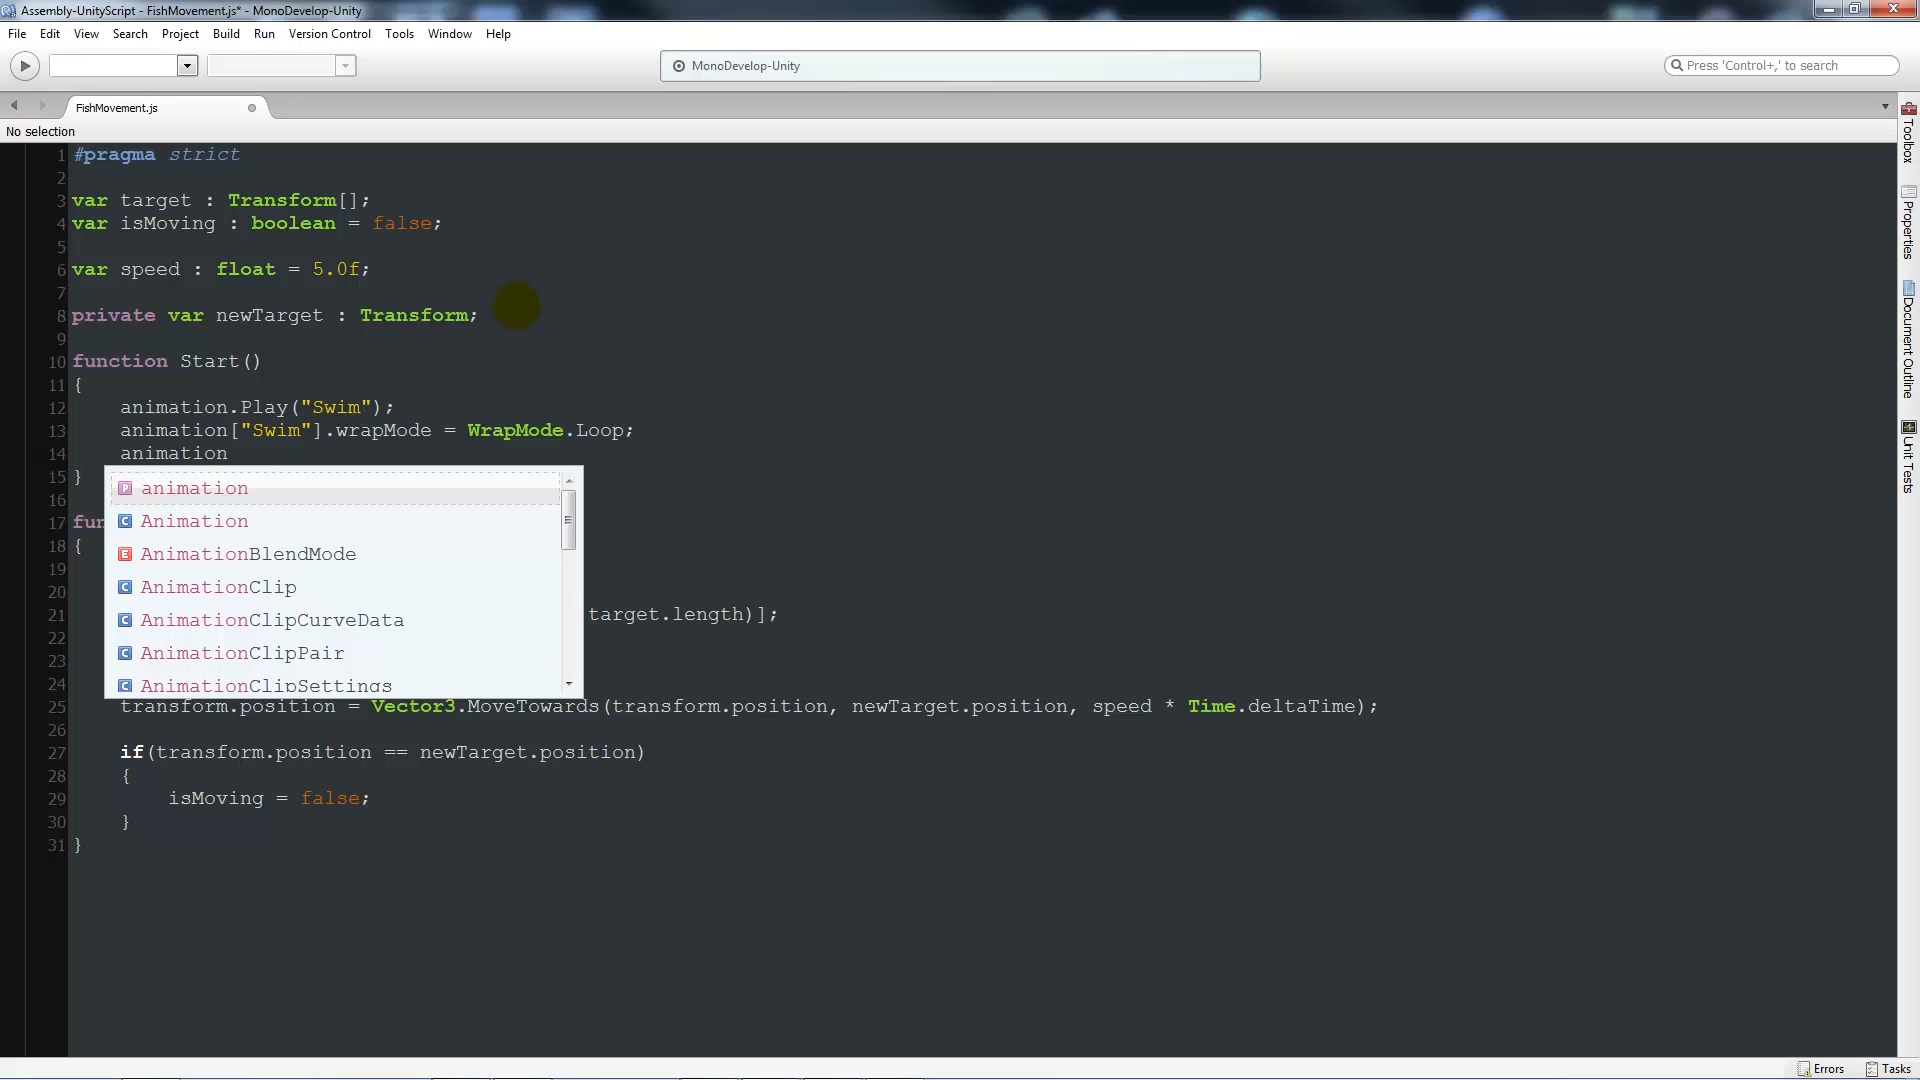 Assembly-UnityScript - FishMovement.js* - MonoDevelop-Unity
File Edit View Search Project Build Run Version Control Tools Window Help
MonoDevelop-Unity
Press 'Control+,' to search
FishMovement.js
No selection
1 #pragma strict
2
3 var target : Transform[];
4 var isMoving : boolean = false;
5
6 var speed : float = 5.0f;
7
8 private var newTarget : Transform;
9
10 function Start()
11 {
12 animation.Play("Swim");
13 animation["Swim"].wrapMode = WrapMode.Loop;
14 animation
15 }
16
17 fun
18 {
19
20
21 target.length)];
22
23
24
25 transform.position = Vector3.MoveTowards(transform.position, newTarget.position, speed * Time.deltaTime);
26
27 if(transform.position == newTarget.position)
28 {
29 isMoving = false;
30 }
31 }
animation
Animation
AnimationBlendMode
AnimationClip
AnimationClipCurveData
AnimationClipPair
AnimationClipSettings
Toolbox
Properties
Document Outline
Unit Tests
Errors Tasks